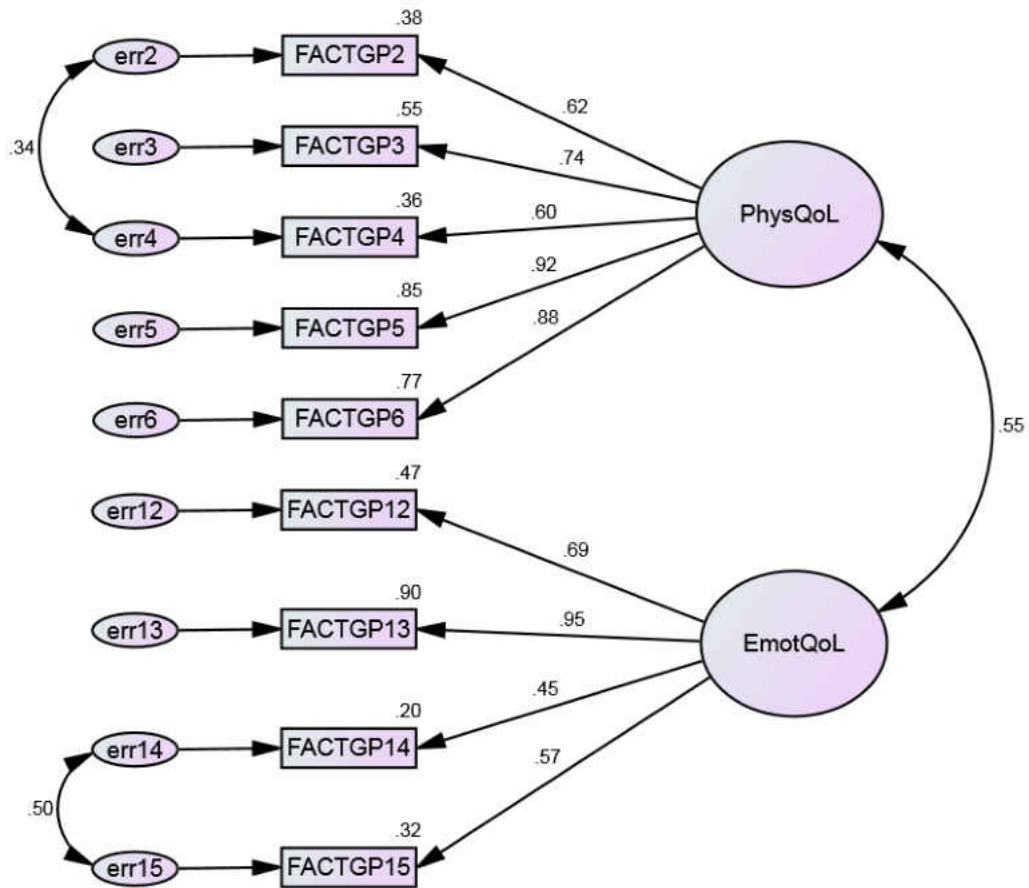 .38
err2 FACTGP2
.62
.55
.34 err3 FACTGP3
.74
PhysQoL
.36
err4 FACTGP4
.60
.92
.85
err5 FACTGP5
.88
.77
err6 FACTGP6
.55
.47
err12 FACTGP12
.69
.90
err13 FACTGP13
.95
EmotQoL
.45
.20
err14 FACTGP14
.57
.50
.32
err15 FACTGP15